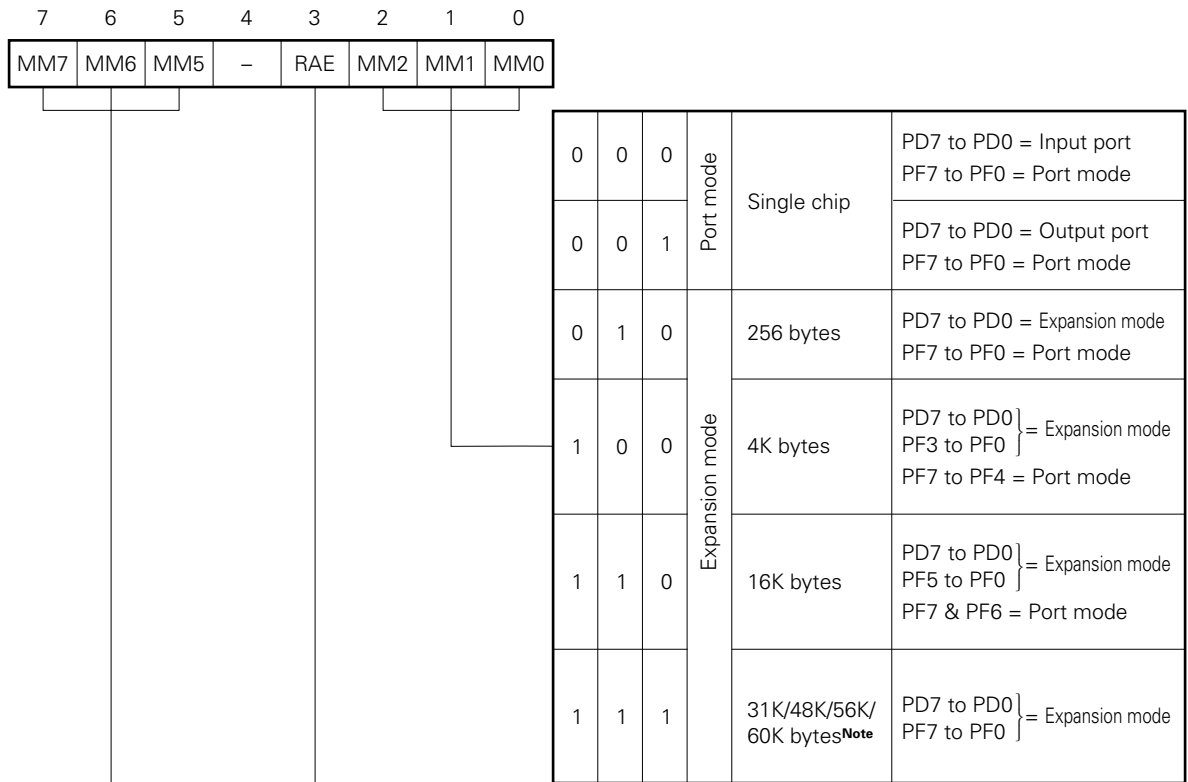 7 6 5 4 3 2 1 0
MM7 MM6 MM5 – RAE MM2 MM1 MM0
0 0 0 Port mode Single chip PD7 to PD0 = Input port
PF7 to PF0 = Port mode
0 0 1 PD7 to PD0 = Output port
PF7 to PF0 = Port mode
0 1 0 Expansion mode 256 bytes PD7 to PD0 = Expansion mode
PF7 to PF0 = Port mode
1 0 0 4K bytes PD7 to PD0
PF3 to PF0 } = Expansion mode
PF7 to PF4 = Port mode
1 1 0 16K bytes PD7 to PD0
PF5 to PF0 } = Expansion mode
PF7 & PF6 = Port mode
1 1 1 31K/48K/56K/
60K bytesNote PD7 to PD0
PF7 to PF0 } = Expansion mode